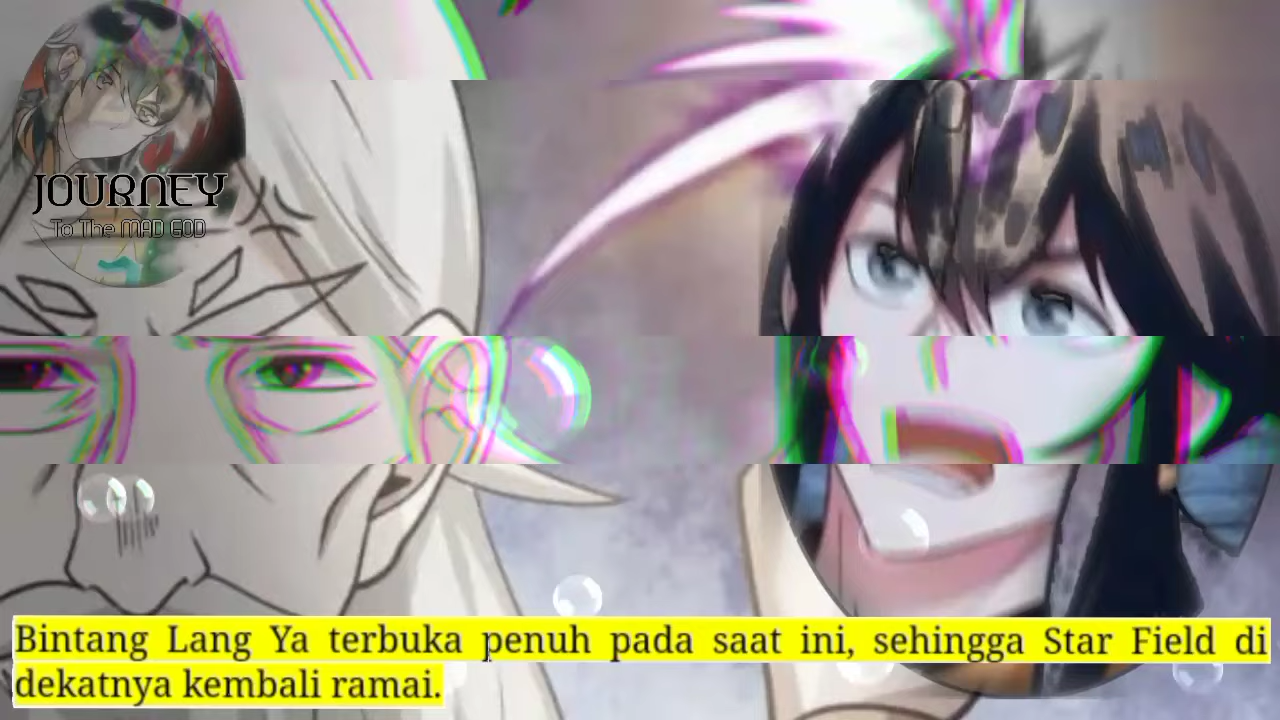 JOURNEY
To The MAD GOD
Bintang Lang Ya terbuka penuh pada saat ini, sehingga Star Field di
dekatnya kembali ramai.